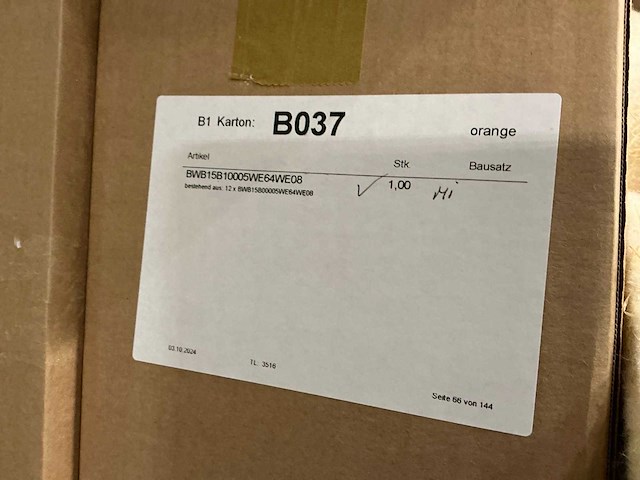 B1 Karton: B037 orange
Artikel Stk Bausatz
BWB15B10005WE64WE08 1,00
bestehend aus: 12 x BWB15B00005WE64WE08
03.10.2024 TL: 3516 Seite 66 von 144